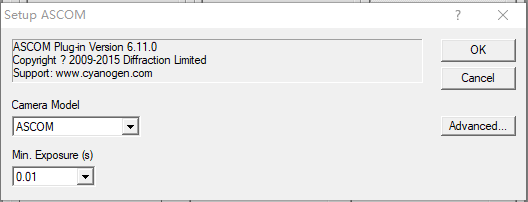 Setup ASCOM
ASCOM Plug-in Version 6.11.0
Copyright ? 2009-2015 Diffraction Limited
Support: www.cyanogen.com
OK
Cancel
Camera Model
ASCOM
Advanced...
Min. Exposure (s)
0.01